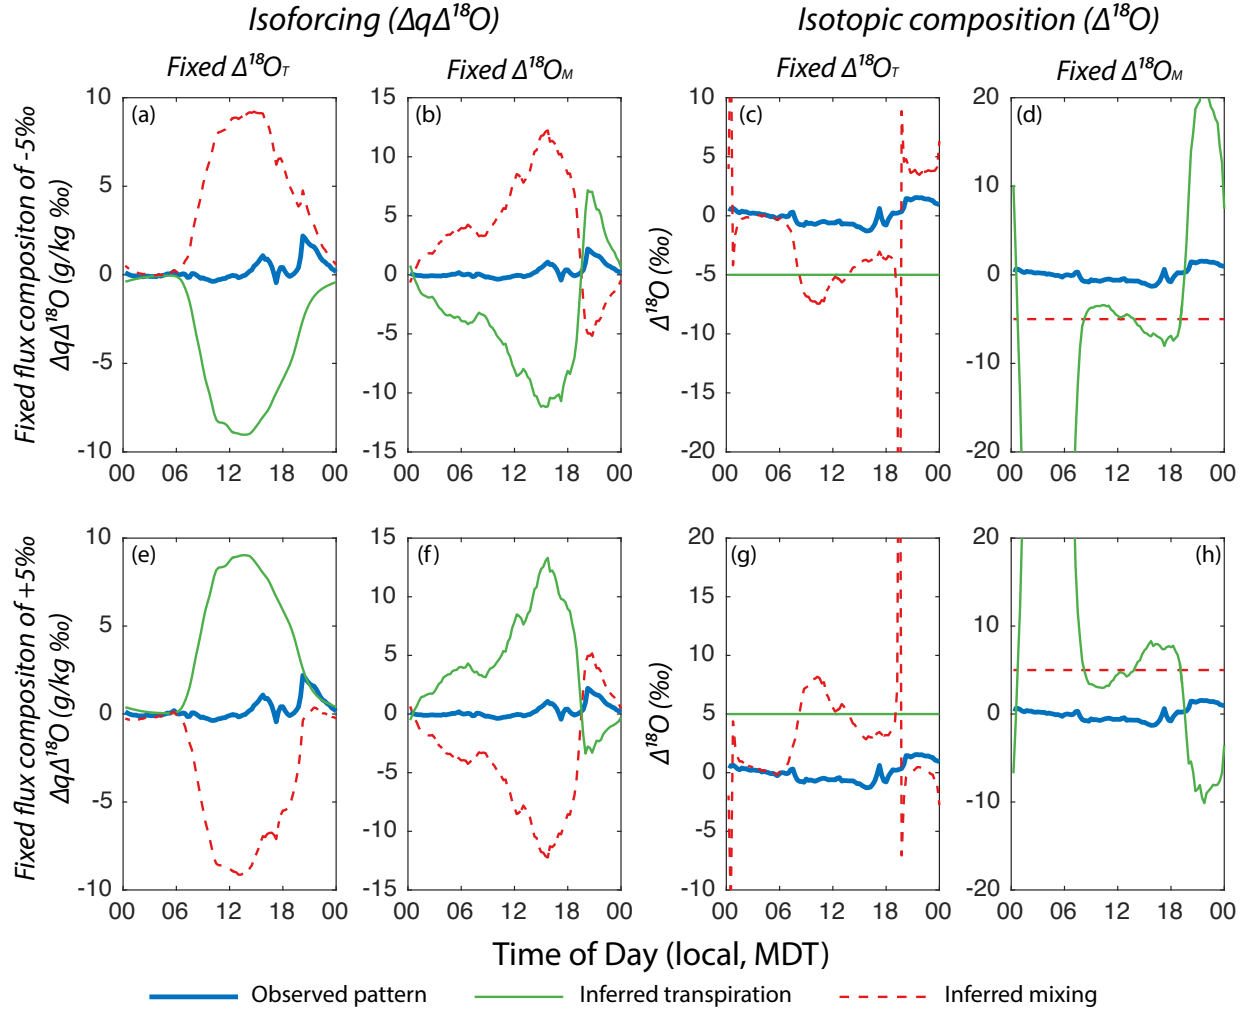 Isoforcing (ΔqΔ¹⁸O)
Isotopic composition (Δ¹⁸O)
Fixed Δ¹⁸O_T
Fixed Δ¹⁸O_M
Fixed Δ¹⁸O_T
Fixed Δ¹⁸O_M
Fixed flux compositon of -5‰
ΔqΔ¹⁸O (g/kg ‰)
(a)
10
5
0
-5
-10
00 06 12 18 00
(b)
15
10
5
0
-5
-10
-15
00 06 12 18 00
Δ¹⁸O (‰)
(c)
10
5
0
-5
-10
-15
-20
00 06 12 18 00
(d)
20
10
0
-10
-20
00 06 12 18 00
Fixed flux compositon of +5‰
ΔqΔ¹⁸O (g/kg ‰)
(e)
10
5
0
-5
-10
00 06 12 18 00
(f)
15
10
5
0
-5
-10
-15
00 06 12 18 00
Δ¹⁸O (‰)
(g)
20
15
10
5
0
-5
-10
00 06 12 18 00
(h)
20
10
0
-10
-20
00 06 12 18 00
Time of Day (local, MDT)
Observed pattern
Inferred transpiration
Inferred mixing